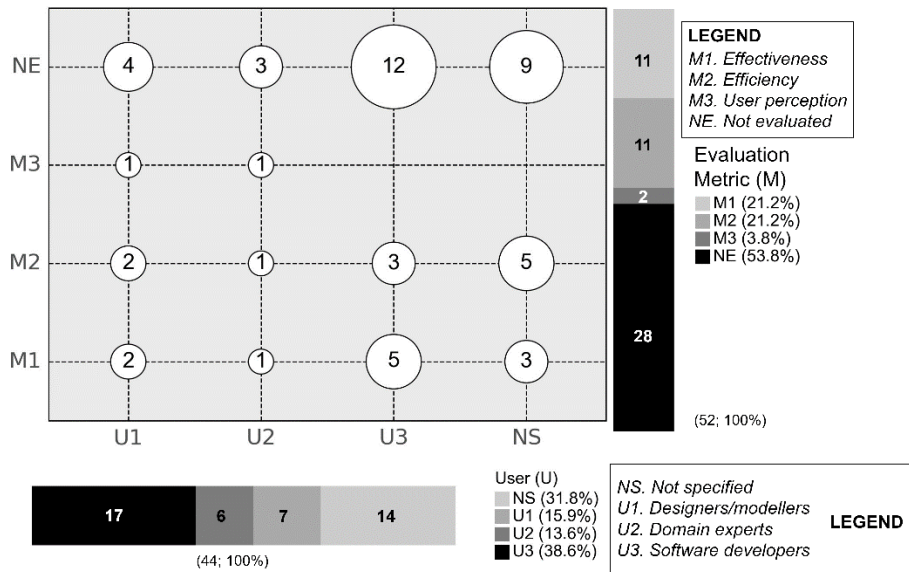 NE 4 3 12 9
M3 1 1
M2 2 1 3 5
M1 2 1 5 3
U1 U2 U3 NS
11
11
2
28
(52; 100%)
LEGEND
M1. Effectiveness
M2. Efficiency
M3. User perception
NE. Not evaluated
Evaluation
Metric (M)
M1 (21.2%)
M2 (21.2%)
M3 (3.8%)
NE (53.8%)
17 6 7 14
(44; 100%)
User (U)
NS (31.8%)
U1 (15.9%)
U2 (13.6%)
U3 (38.6%)
NS. Not specified
U1. Designers/modellers
U2. Domain experts
U3. Software developers
LEGEND